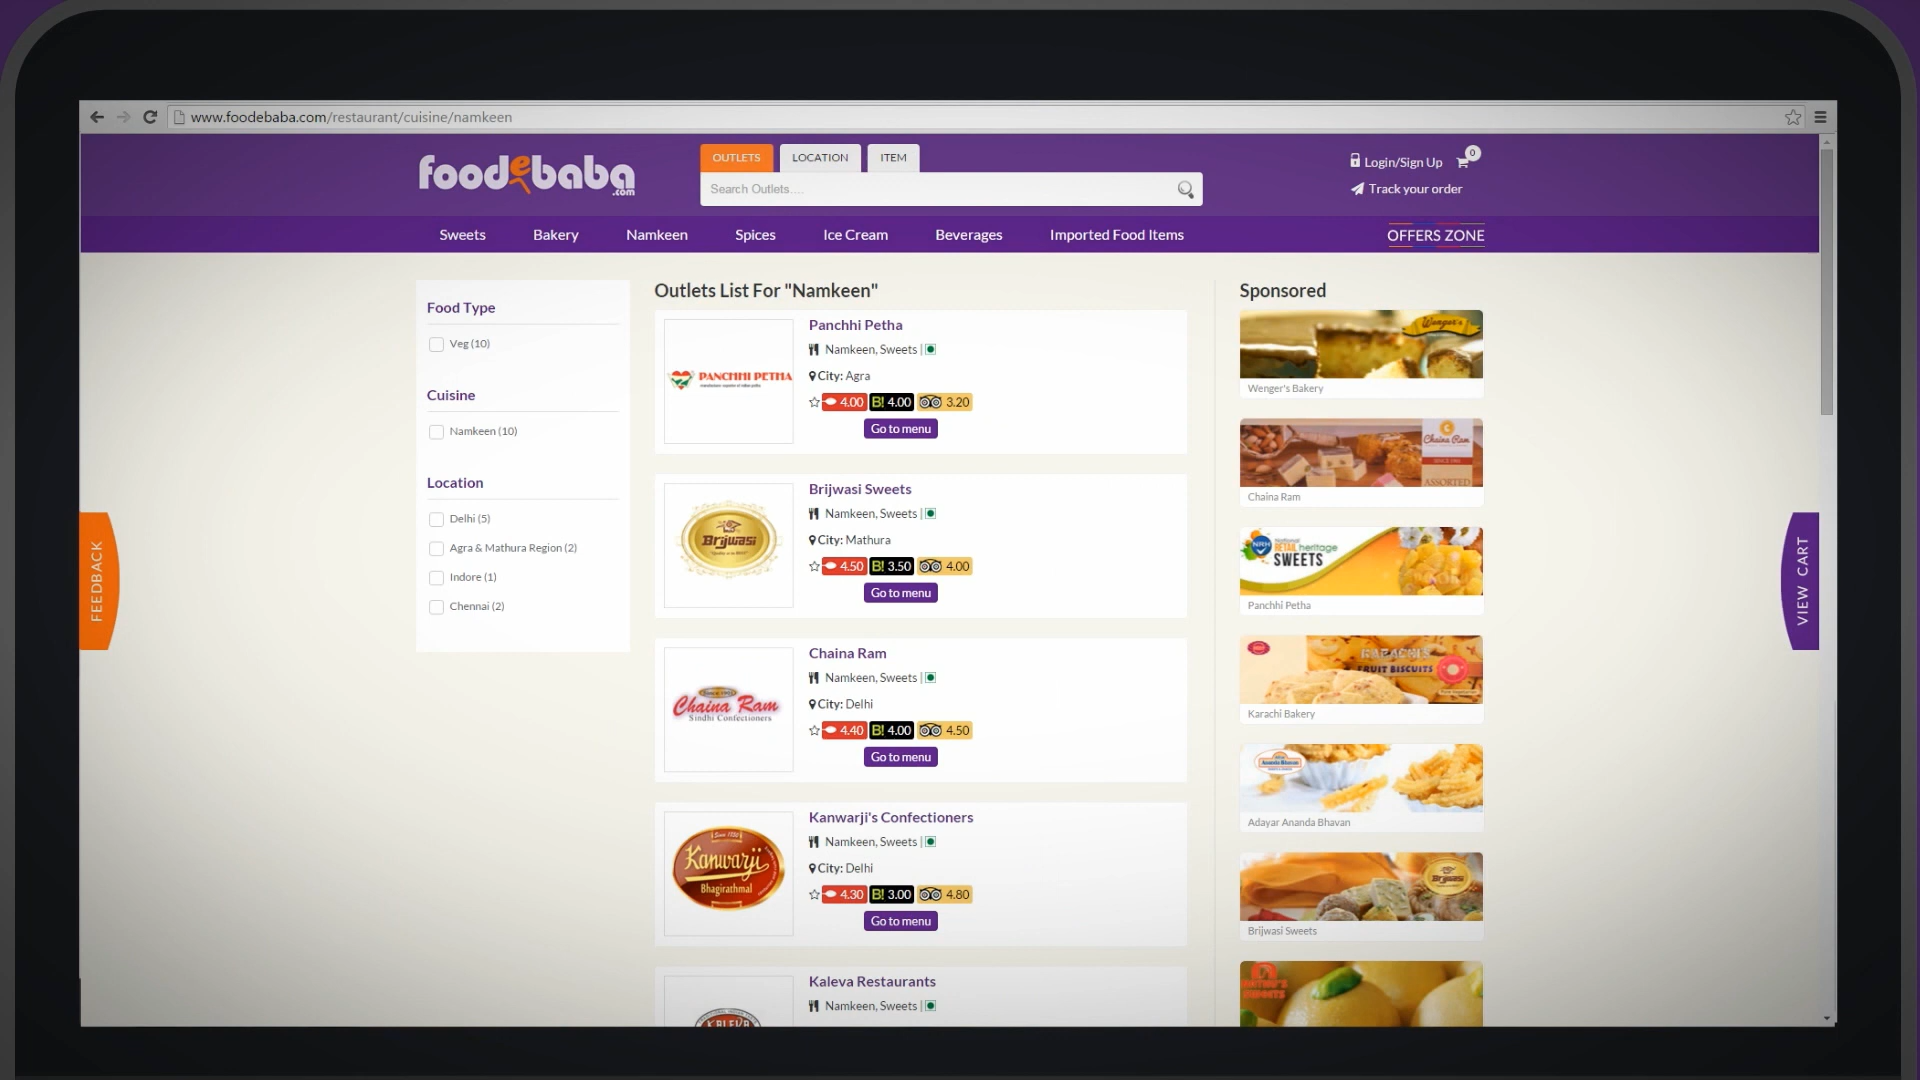 www.foodebaba.com/restaurant/cuisine/namkeen
foodebaba
.com
OUTLETS LOCATION ITEM
Search Outlets....
Login/Sign Up 0
Track your order
Sweets Bakery Namkeen Spices Ice Cream Beverages Imported Food Items OFFERS ZONE
Food Type
Veg (10)
Cuisine
Namkeen (10)
Location
Delhi (5)
Agra & Mathura Region (2)
Indore (1)
Chennai (2)
FEEDBACK
Outlets List For "Namkeen"
PANCHHI PETHA
Panchhi Petha
Namkeen, Sweets |
City: Agra
4.00 B! 4.00 3.20
Go to menu
Brijwasi
Brijwasi Sweets
Namkeen, Sweets |
City: Mathura
4.50 B! 3.50 4.00
Go to menu
Chaina Ram
Sindhi Confectioners
Chaina Ram
Namkeen, Sweets |
City: Delhi
4.40 B! 4.00 4.50
Go to menu
Kanwarji
Bhagirathmal
Kanwarji's Confectioners
Namkeen, Sweets |
City: Delhi
4.30 B! 3.00 4.80
Go to menu
KALEVA
Kaleva Restaurants
Namkeen, Sweets |
Sponsored
Wenger's
Wenger's Bakery
Chaina Ram
ASSORTED
Chaina Ram
NRH
National
RETAIL heritage
SWEETS
Panchhi Petha
KARACHI'S
FRUIT BISCUITS
Karachi Bakery
Ananda Bhavan
Adayar Ananda Bhavan
Brijwasi
Brijwasi Sweets
VIEW CART